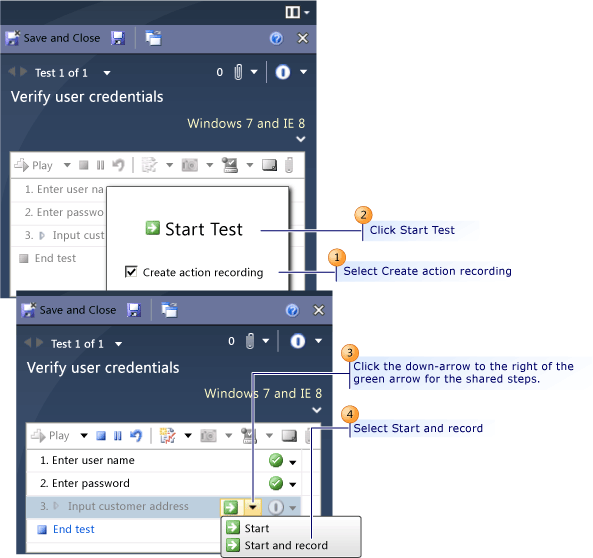 Save and Close
Test 1 of 1 0
Verify user credentials
Windows 7 and IE 8
Play
1. Enter user na
2. Enter passwo
3. Input cust
End test
Start Test
Create action recording
2
Click Start Test
1
Select Create action recording
Save and Close
Test 1 of 1 0
Verify user credentials
Windows 7 and IE 8
Play
1. Enter user name
2. Enter password
3. Input customer address
End test
Start
Start and record
3
Click the down-arrow to the right of the
green arrow for the shared steps.
4
Select Start and record